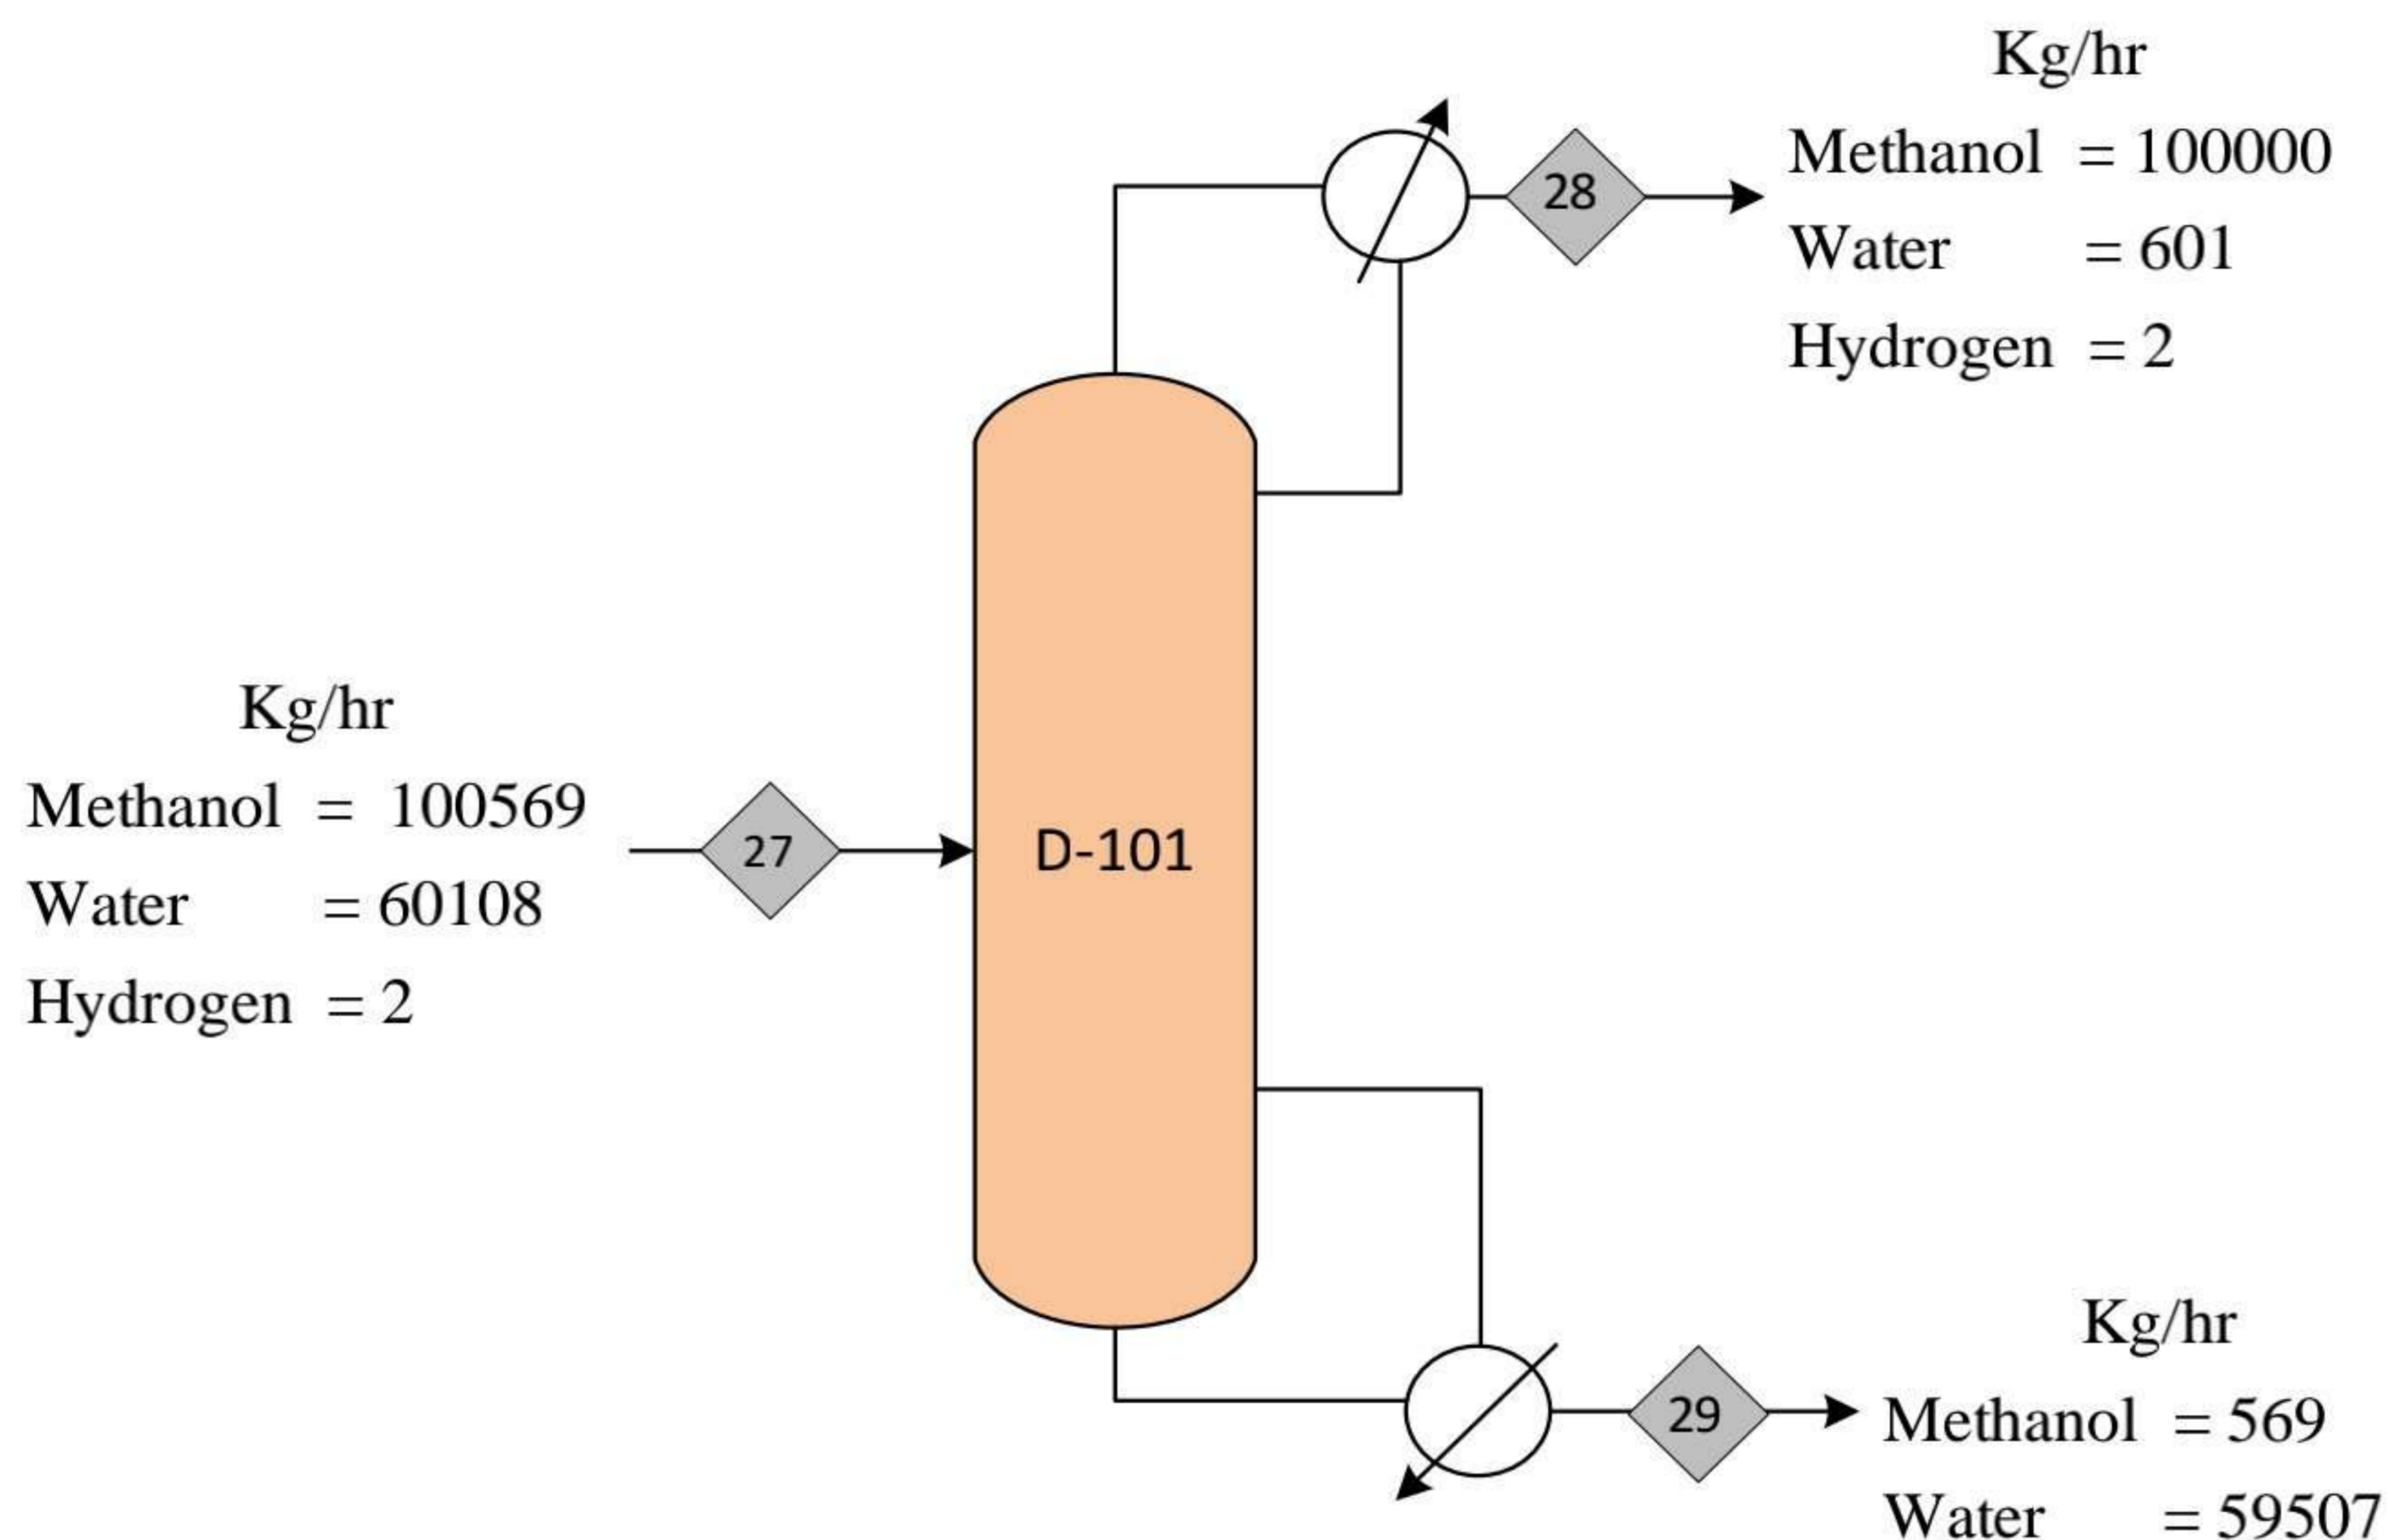 Kg/hr
Methanol = 100000
Water = 601
Hydrogen = 2
28
Kg/hr
Methanol = 100569
Water = 60108
Hydrogen = 2
27
D-101
29
Kg/hr
Methanol = 569
Water = 59507